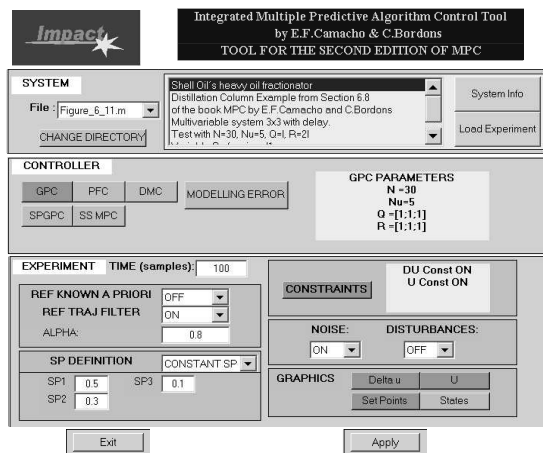 Impact
Integrated Multiple Predictive Algorithm Control Tool
by E.F.Camacho & C.Bordons
TOOL FOR THE SECOND EDITION OF MPC
SYSTEM
File : Figure_6_11.m
CHANGE DIRECTORY
Shell Oil's heavy oil fractionator
Distillation Column Example from Section 6.8
of the book MPC by E.F.Camacho and C.Bordons
Multivariable system 3x3 with delay.
Test with N=30, Nu=5, Q=I, R=2I
System Info
Load Experiment
CONTROLLER
GPC PFC DMC MODELLING ERROR
SPGPC SS MPC
GPC PARAMETERS
N =30
Nu=5
Q =[1;1;1]
R =[1;1;1]
EXPERIMENT TIME (samples): 100
REF KNOWN A PRIORI OFF
REF TRAJ FILTER ON
ALPHA: 0.8
SP DEFINITION CONSTANT SP
SP1 0.5 SP3 0.1
SP2 0.3
CONSTRAINTS
DU Const ON
U Const ON
NOISE: DISTURBANCES:
ON OFF
GRAPHICS Delta u U
Set Points States
Exit Apply